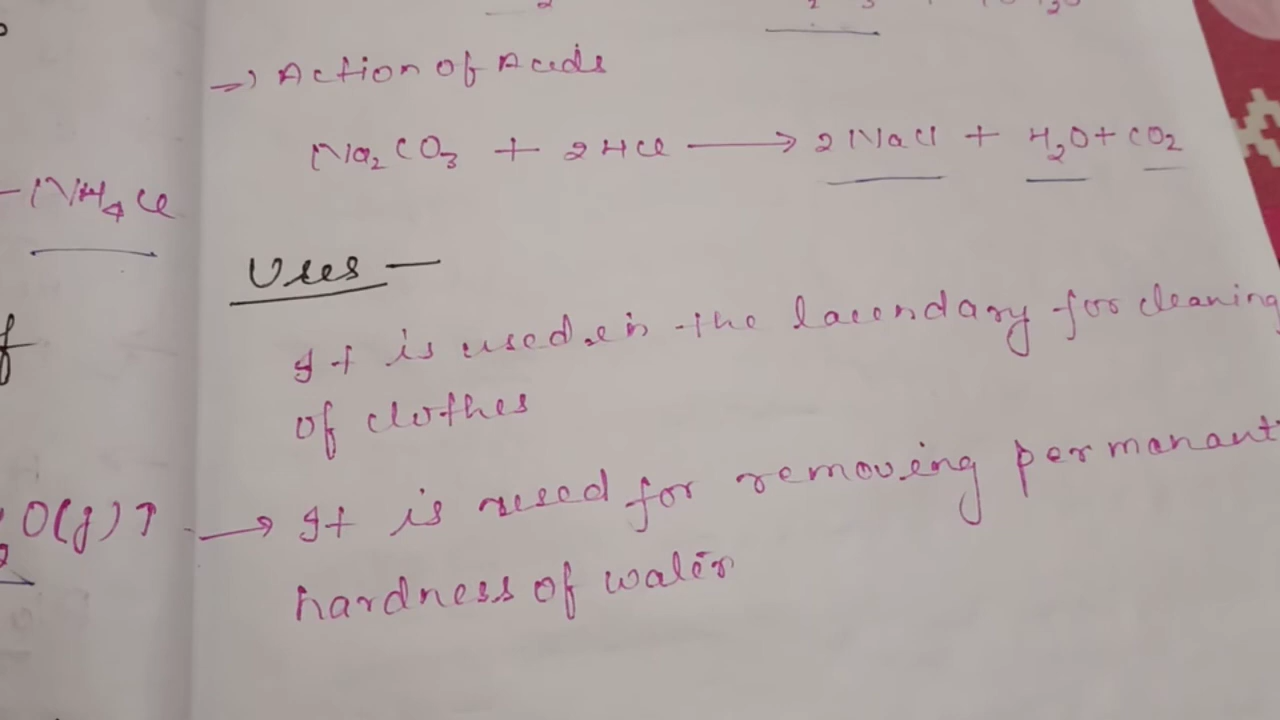 → Action of Acids
Na₂CO₃ + 2HCl ⟶ 2NaCl + H₂O + CO₂
NH₄Cl
Uses —
It is used in the laundary for cleaning
of clothes
O(g)↑
→ It is used for removing permanant
hardness of water